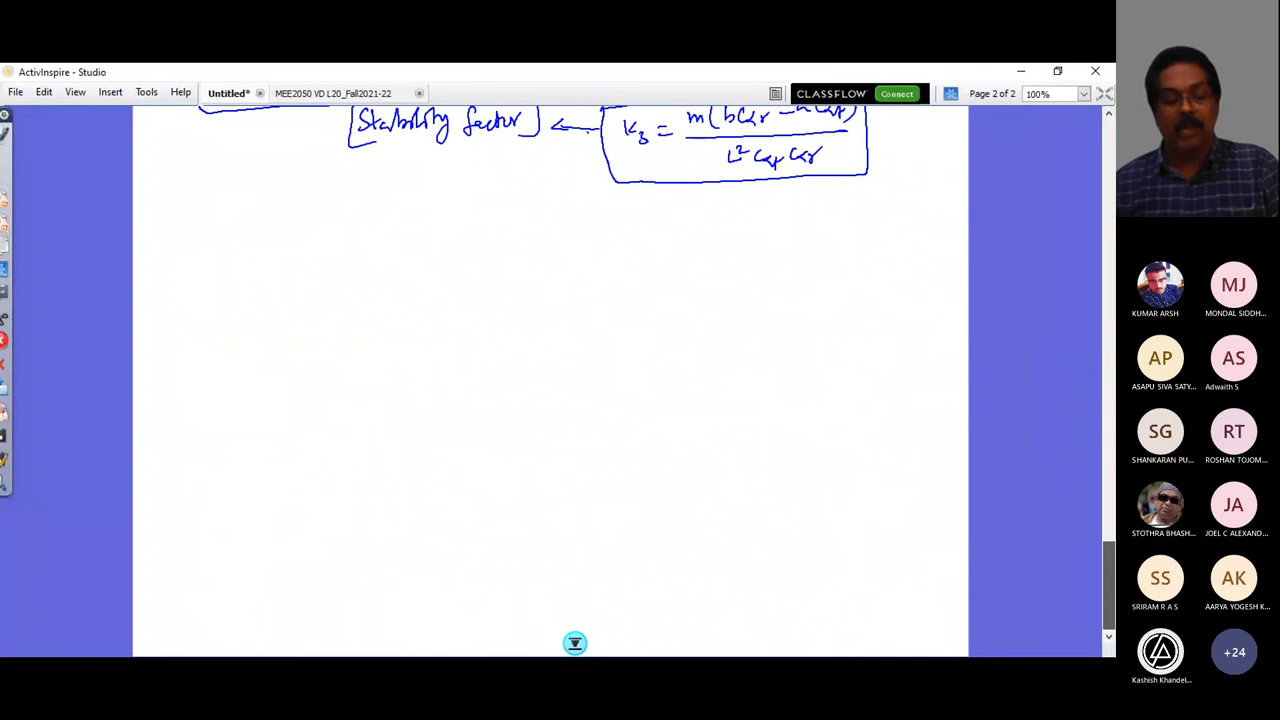 ActivInspire - Studio
File Edit View Insert Tools Help Untitled* MEE2050 VD L20_Fall2021-22 CLASSFLOW Connect Page 2 of 2 100%
[Stability factor] ← K₃ = m(bCαr - aCαf)
L² Cαf Cαr
KUMAR ARSH
MJ
MONDAL SIDDH...
AP
ASAPU SIVA SATY...
AS
Adwaith S
SG
SHANKARAN PU...
RT
ROSHAN TOJOM...
STOTHRA BHASH...
JA
JOEL C ALEXAND...
SS
SRIRAM R A S
AK
AARYA YOGESH K...
Kashish Khandel...
+24